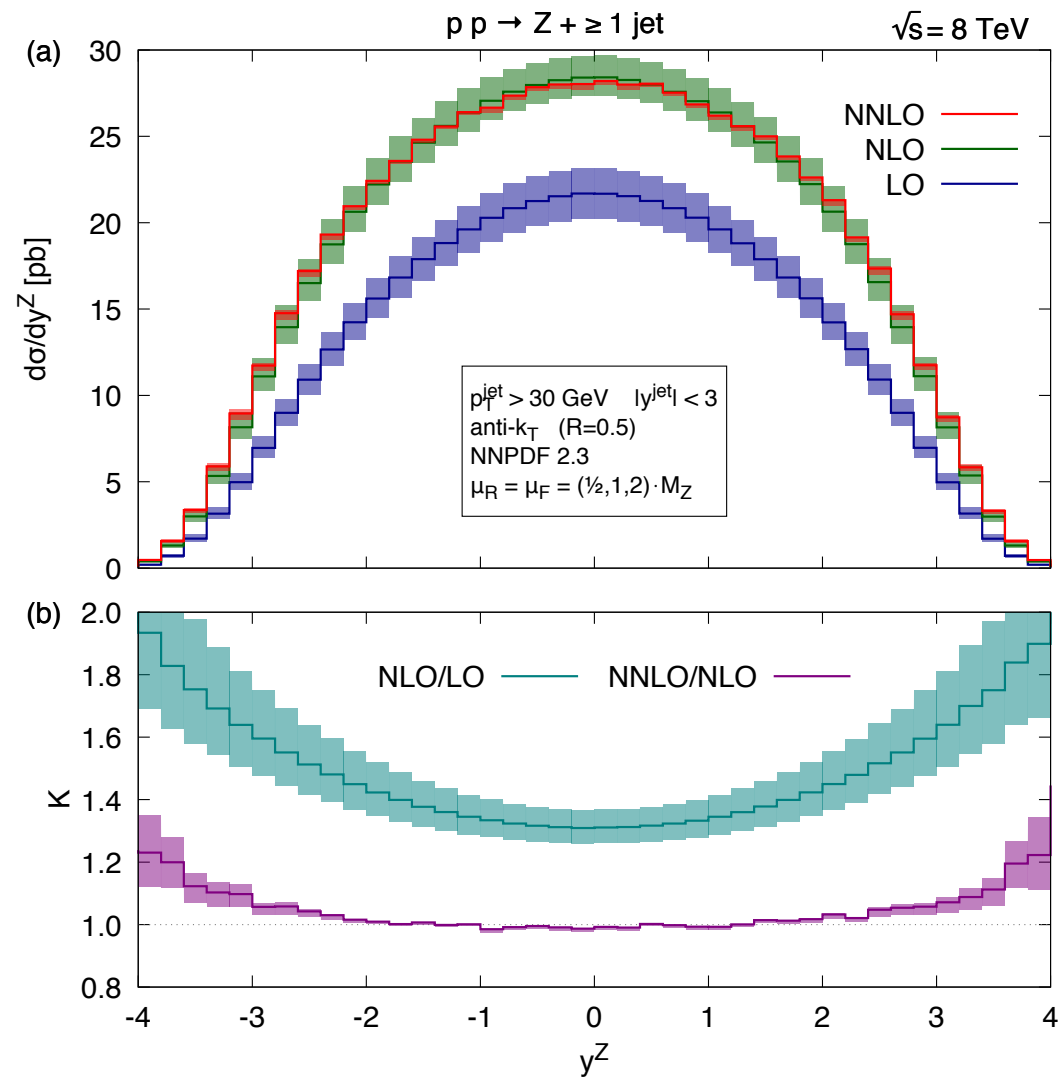 p p → Z + ≥ 1 jet √s = 8 TeV
(a)
30
25
20
15
10
5
0
dσ/dy^Z [pb]
NNLO
NLO
LO
p_T^jet > 30 GeV |y^jet| < 3
anti-k_T (R=0.5)
NNPDF 2.3
μ_R = μ_F = (½,1,2) · M_Z
(b)
2.0
1.8
1.6
1.4
1.2
1.0
0.8
K
NLO/LO NNLO/NLO
-4 -3 -2 -1 0 1 2 3 4
y^Z